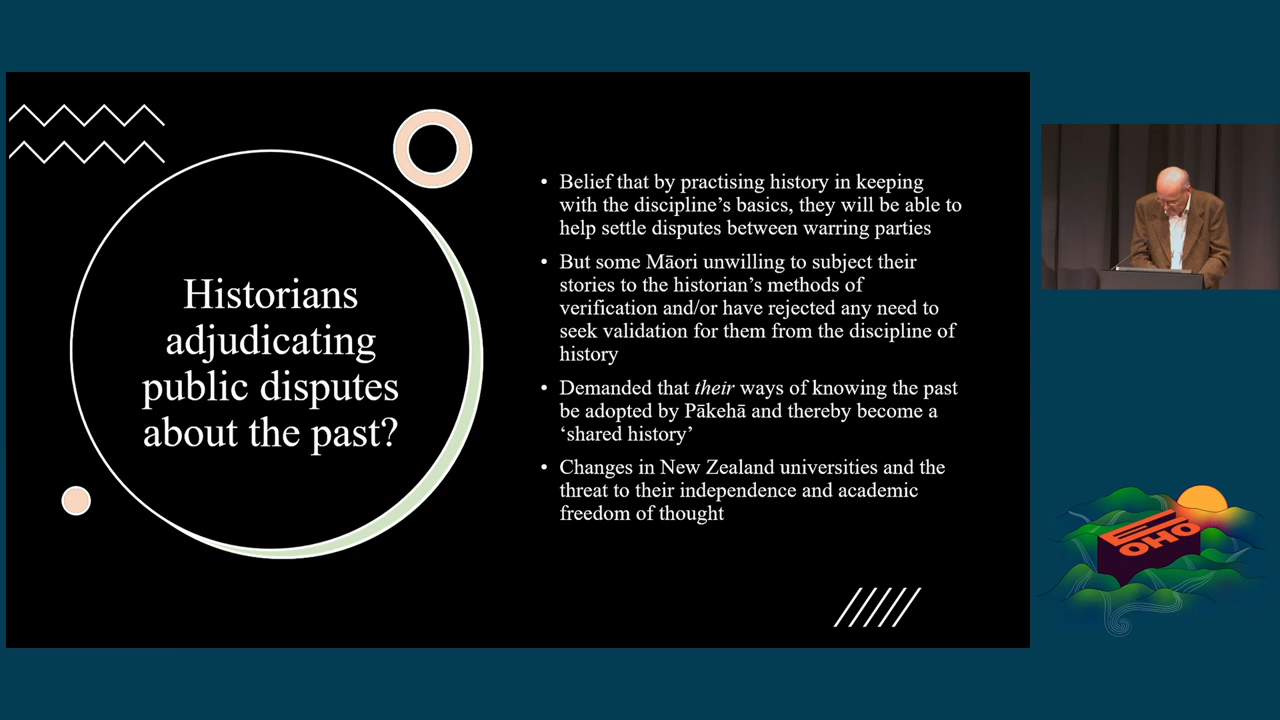 Historians
adjudicating
public disputes
about the past?
• Belief that by practising history in keeping
with the discipline’s basics, they will be able to
help settle disputes between warring parties
• But some Māori unwilling to subject their
stories to the historian’s methods of
verification and/or have rejected any need to
seek validation for them from the discipline of
history
• Demanded that their ways of knowing the past
be adopted by Pākehā and thereby become a
‘shared history’
• Changes in New Zealand universities and the
threat to their independence and academic
freedom of thought
E
OHO